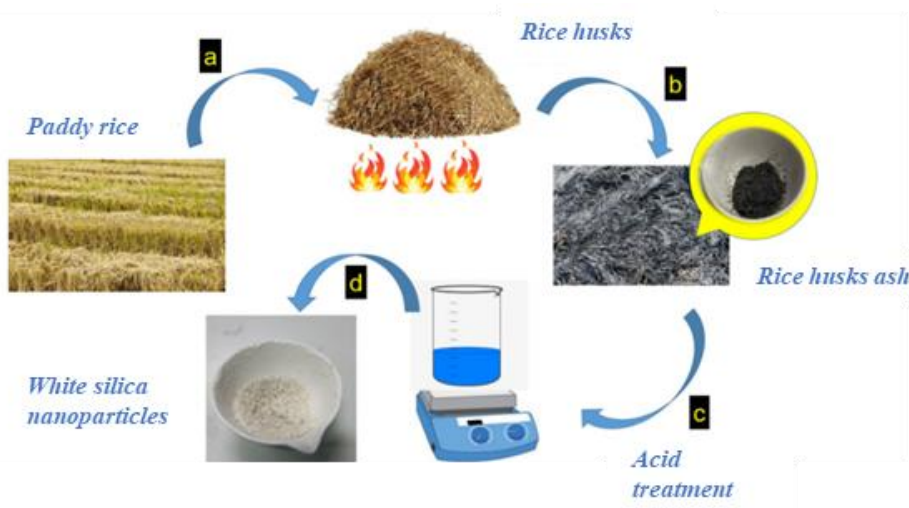 Rice husks
a
b
Paddy rice
Rice husks ash
d
White silica
nanoparticles
c
Acid
treatment